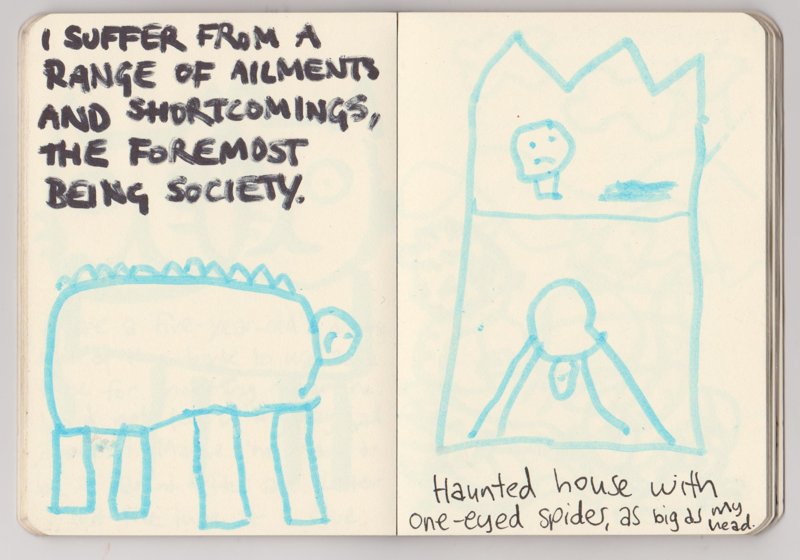 I SUFFER FROM A
RANGE OF AILMENTS
AND SHORTCOMINGS,
THE FOREMOST
BEING SOCIETY.
Haunted house with
one-eyed spider, as big as my head.